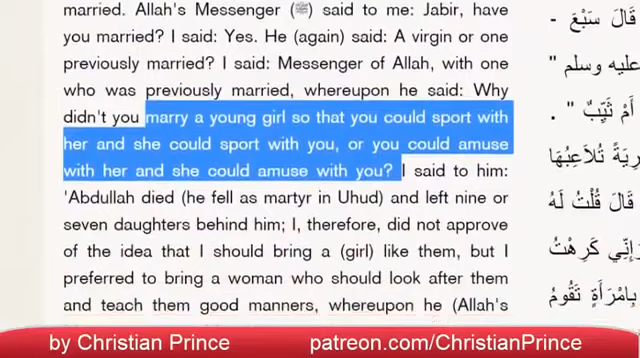 married. Allah's Messenger (ﷺ) said to me: Jabir, have
you married? I said: Yes. He (again) said: A virgin or one
previously married? I said: Messenger of Allah, with one
who was previously married, whereupon he said: Why
didn't you marry a young girl so that you could sport with
her and she could sport with you, or you could amuse
with her and she could amuse with you? I said to him:
'Abdullah died (he fell as martyr in Uhud) and left nine or
seven daughters behind him; I, therefore, did not approve
of the idea that I should bring a (girl) like them, but I
preferred to bring a woman who should look after them
and teach them good manners, whereupon he (Allah's
قَالَ سَبْعَ -
عليه وسلم "
أَمْ ثَيِّبٌ " .
تُلاَعِبُهَا
قَالَ قُلْتُ لَهُ
وَإِنِّي كَرِهْتُ
بِامْرَأَةٍ تَقُومُ
by Christian Prince patreon.com/ChristianPrince